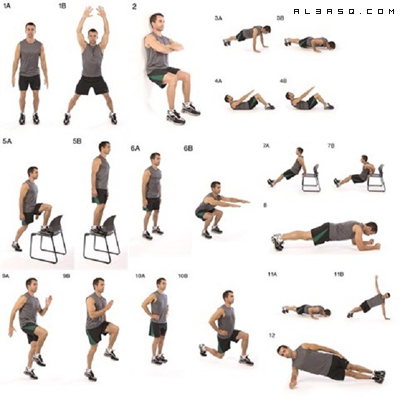 AL3ASQ.COM
1A 1B 2 3A 3B
4A 4B
5A 5B 6A 6B 7A 7B
8
9A 9B 10A 10B 11A 11B
12